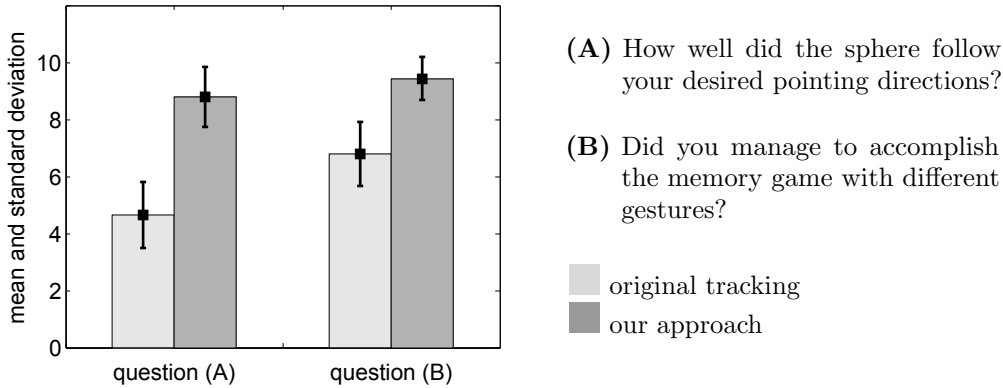 mean and standard deviation
10
8
6
4
2
0
question (A)
question (B)
(A) How well did the sphere follow
your desired pointing directions?
(B) Did you manage to accomplish
the memory game with different
gestures?
original tracking
our approach